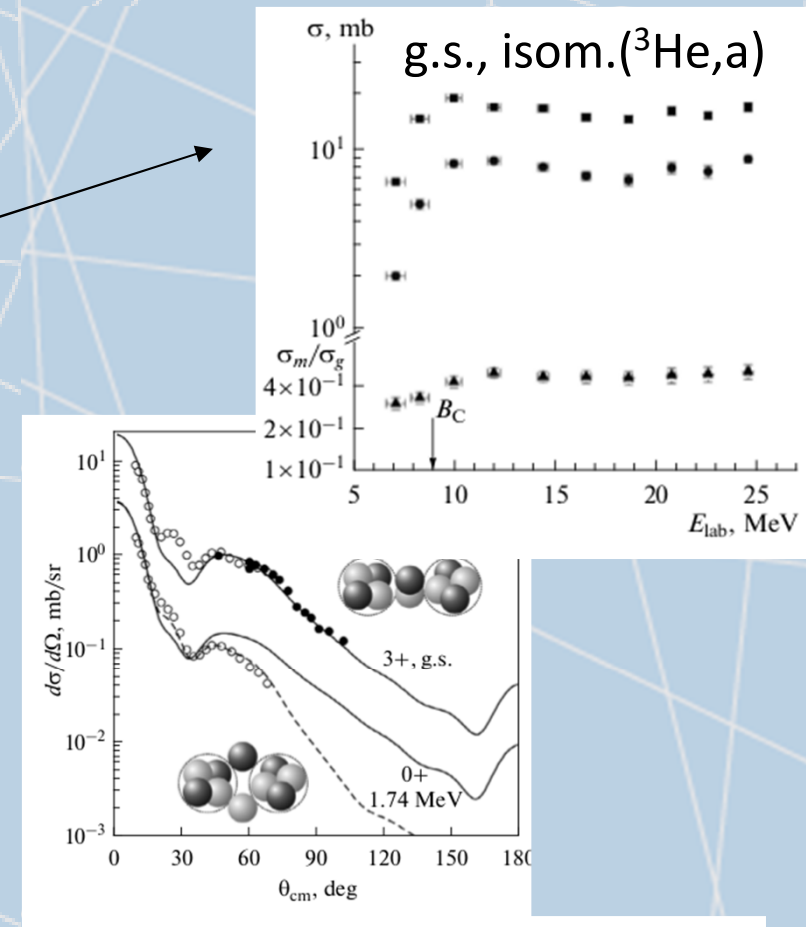 σ, mb
g.s., isom.(³He,a)
10¹
10⁰
σₘ/σg
4×10⁻¹
2×10⁻¹
1×10⁻¹
B_C
5 10 15 20 25
E_lab, MeV
10¹
10⁰
10⁻¹
10⁻²
10⁻³
dσ/dΩ, mb/sr
3+, g.s.
0+
1.74 MeV
0 30 60 90 120 150 180
θ_cm, deg